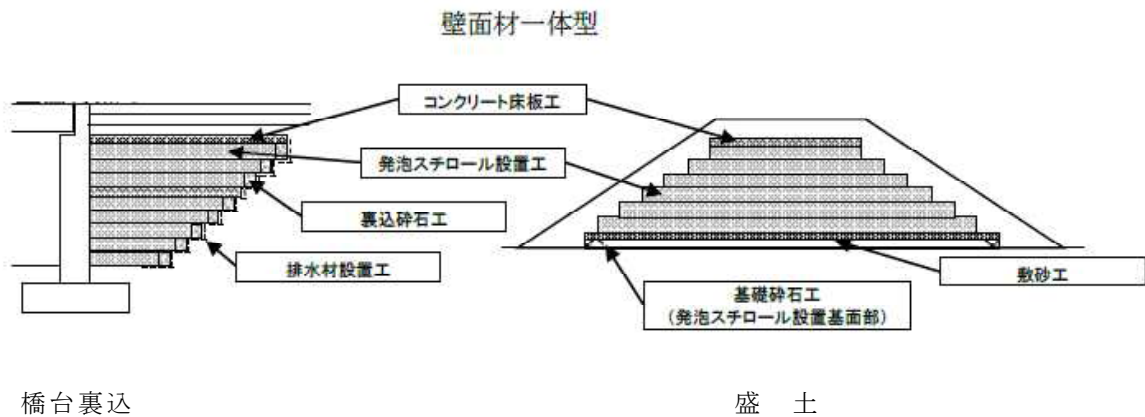 壁面材一体型
コンクリート床板工
発泡スチロール設置工
裏込砕石工
排水材設置工
敷砂工
基礎砕石工
(発泡スチロール設置基面部)
橋台裏込
盛 土